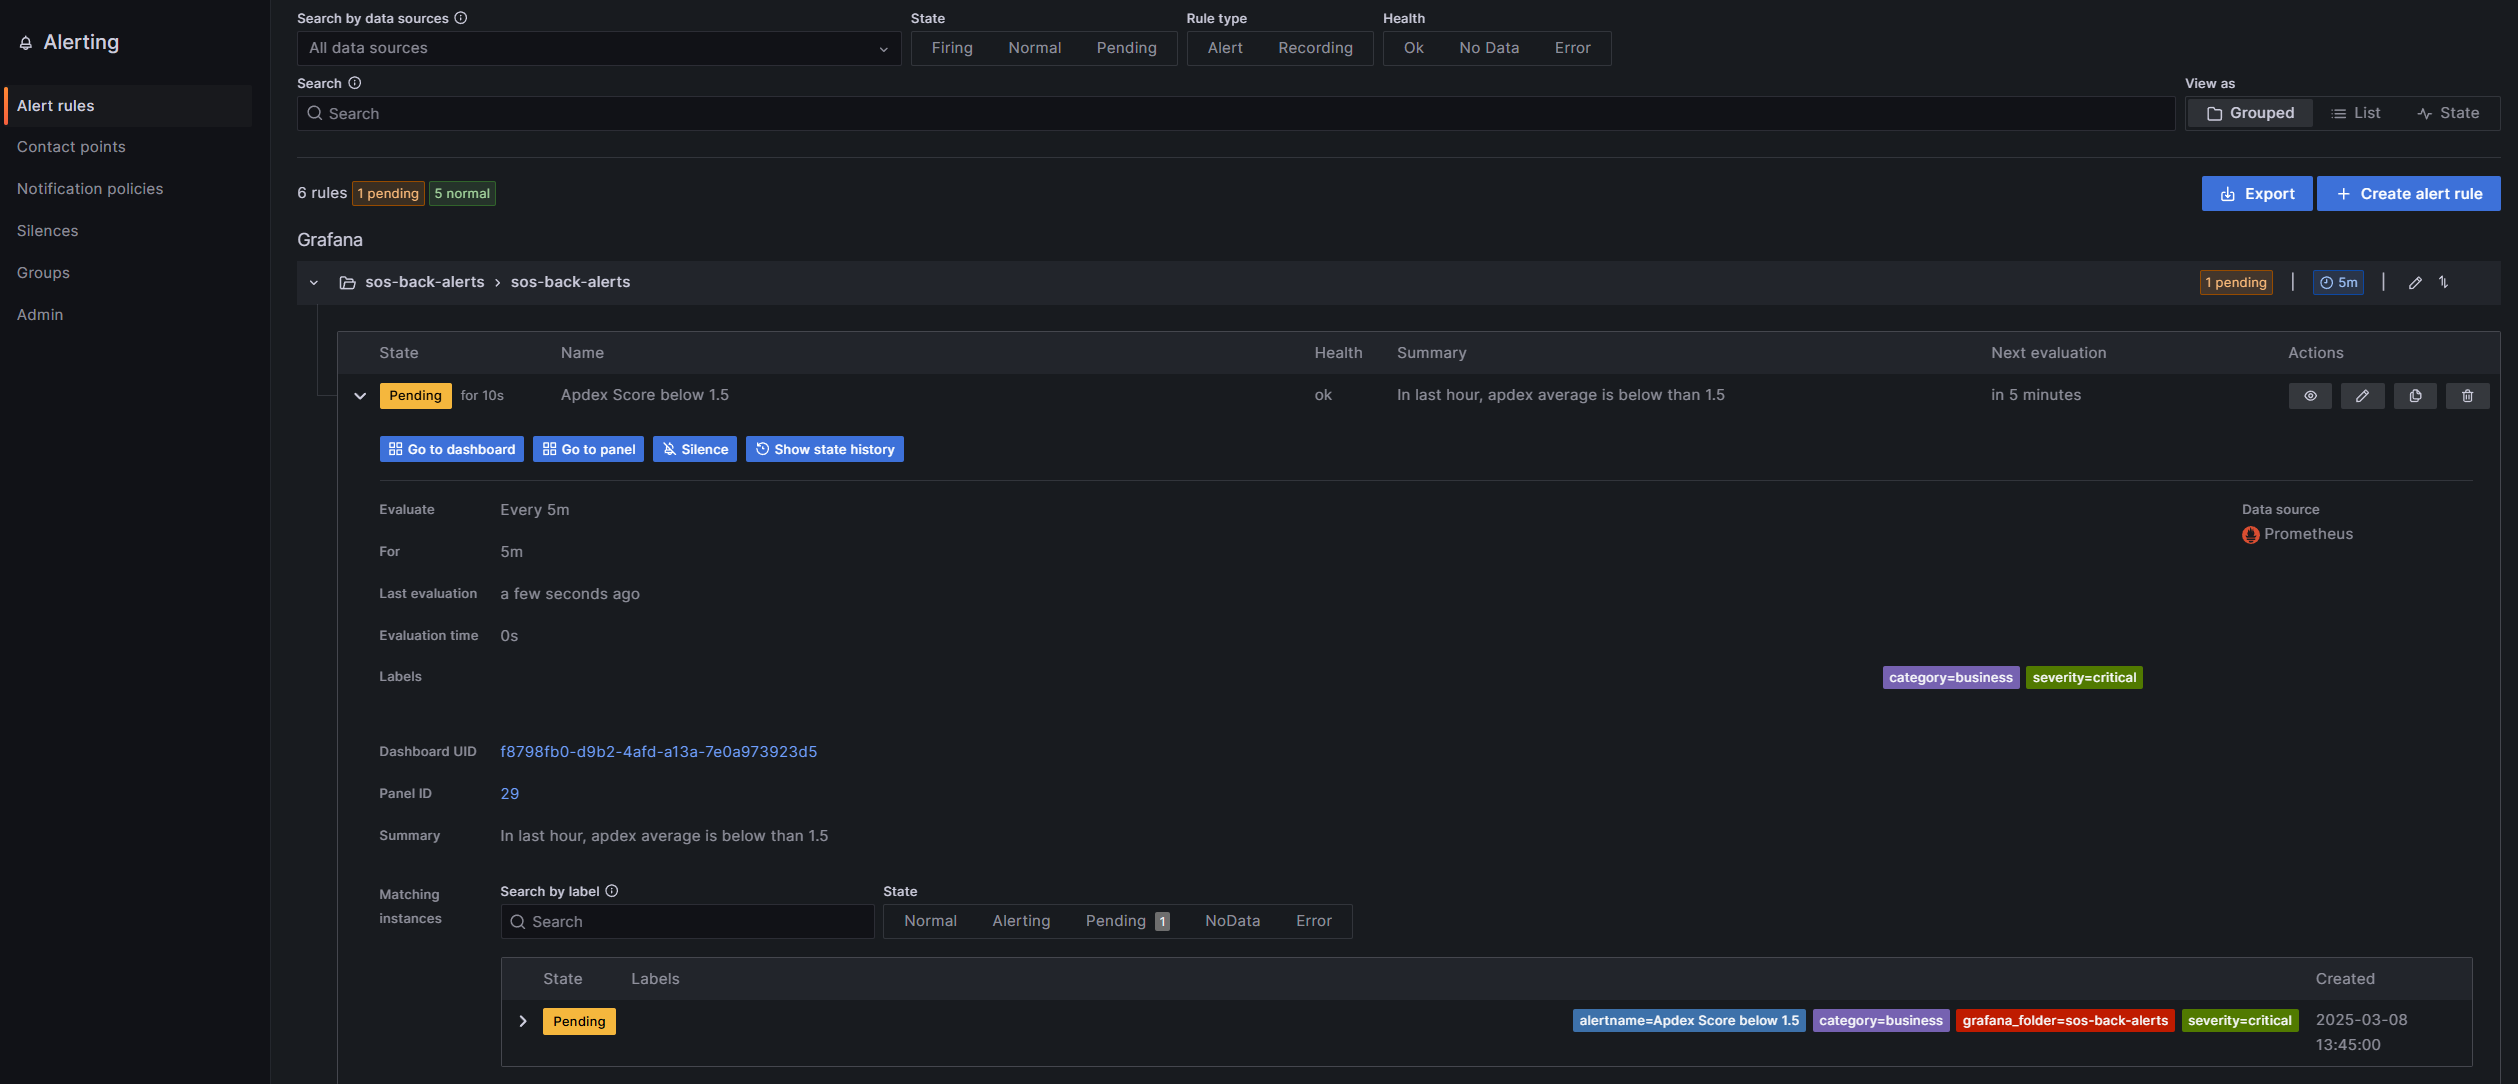 Alerting
Alert rules
Contact points
Notification policies
Silences
Groups
Admin
Search by data sources
State
Rule type
Health
All data sources
Firing Normal Pending
Alert Recording
Ok No Data Error
Search
View as
Search
Grouped List State
6 rules 1 pending 5 normal
Export
Create alert rule
Grafana
sos-back-alerts > sos-back-alerts
1 pending | 5m |
State Name Health Summary Next evaluation Actions
Pending for 10s Apdex Score below 1.5 ok In last hour, apdex average is below than 1.5 in 5 minutes
Go to dashboard Go to panel Silence Show state history
Evaluate Every 5m
Data source
Prometheus
For 5m
Last evaluation a few seconds ago
Evaluation time 0s
Labels category=business severity=critical
Dashboard UID f8798fb0-d9b2-4afd-a13a-7e0a973923d5
Panel ID 29
Summary In last hour, apdex average is below than 1.5
Matching
instances
Search by label
State
Search
Normal Alerting Pending 1 NoData Error
State Labels Created
Pending alertname=Apdex Score below 1.5 category=business grafana_folder=sos-back-alerts severity=critical 2025-03-08
13:45:00